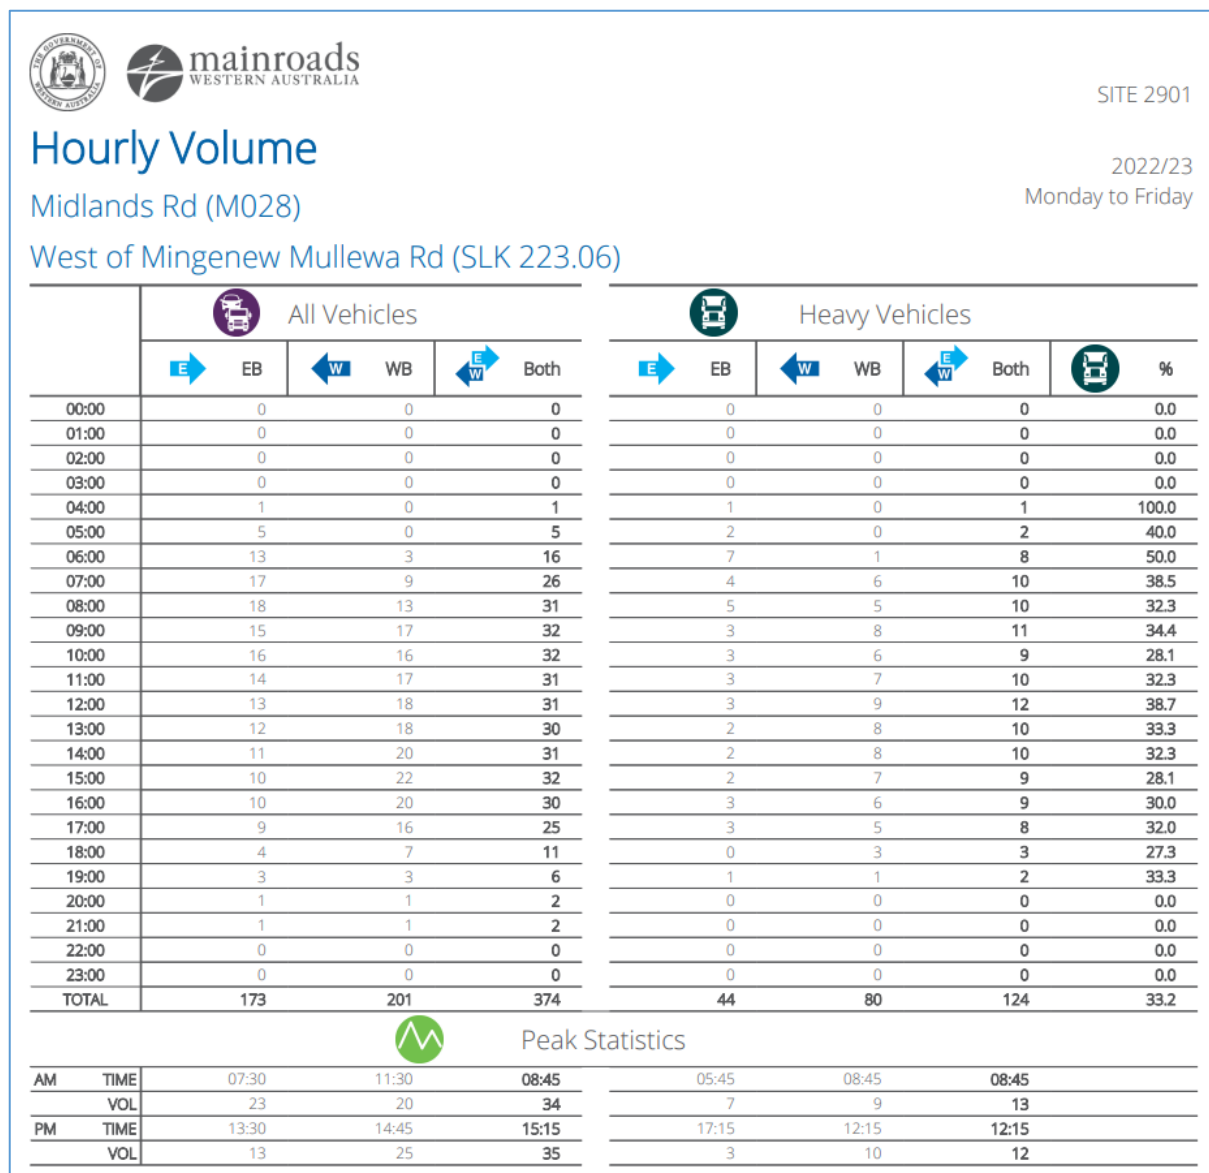 THE GOVERNMENT OF WESTERN AUSTRALIA
mainroads
WESTERN AUSTRALIA
SITE 2901
Hourly Volume
2022/23
Monday to Friday
Midlands Rd (M028)
West of Mingenew Mullewa Rd (SLK 223.06)
All Vehicles Heavy Vehicles
E EB W WB E W Both E EB W WB E W Both %
00:00 0 0 0 0 0 0 0.0
01:00 0 0 0 0 0 0 0.0
02:00 0 0 0 0 0 0 0.0
03:00 0 0 0 0 0 0 0.0
04:00 1 0 1 1 0 1 100.0
05:00 5 0 5 2 0 2 40.0
06:00 13 3 16 7 1 8 50.0
07:00 17 9 26 4 6 10 38.5
08:00 18 13 31 5 5 10 32.3
09:00 15 17 32 3 8 11 34.4
10:00 16 16 32 3 6 9 28.1
11:00 14 17 31 3 7 10 32.3
12:00 13 18 31 3 9 12 38.7
13:00 12 18 30 2 8 10 33.3
14:00 11 20 31 2 8 10 32.3
15:00 10 22 32 2 7 9 28.1
16:00 10 20 30 3 6 9 30.0
17:00 9 16 25 3 5 8 32.0
18:00 4 7 11 0 3 3 27.3
19:00 3 3 6 1 1 2 33.3
20:00 1 1 2 0 0 0 0.0
21:00 1 1 2 0 0 0 0.0
22:00 0 0 0 0 0 0 0.0
23:00 0 0 0 0 0 0 0.0
TOTAL 173 201 374 44 80 124 33.2
Peak Statistics
AM TIME 07:30 11:30 08:45 05:45 08:45 08:45
VOL 23 20 34 7 9 13
PM TIME 13:30 14:45 15:15 17:15 12:15 12:15
VOL 13 25 35 3 10 12